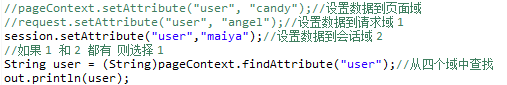 //pageContext.setAttribute("user", "candy");//设置数据到页面域
//request.setAttribute("user", "angel");//设置数据到请求域 1
session.setAttribute("user","maiya");//设置数据到会话域 2
//如果 1 和 2 都有 则选择 1
String user = (String)pageContext.findAttribute("user");//从四个域中查找
out.println(user);